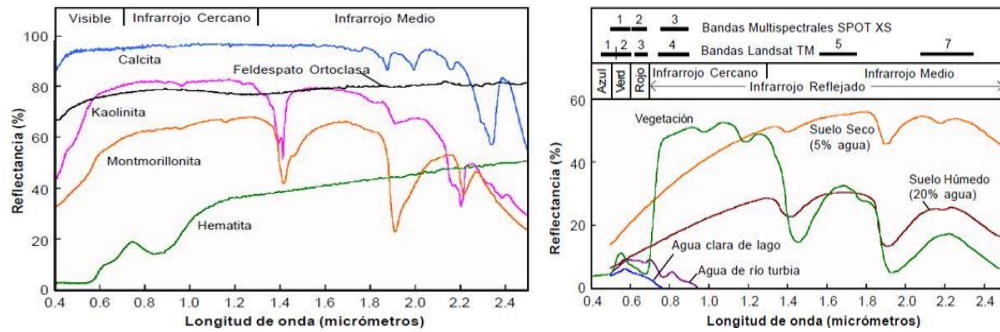 Visible Infrarrojo Cercano Infrarrojo Medio
100
80
60
40
20
0
Reflectancia (%)
Calcita
Feldespato Ortoclasa
Kaolinita
Montmorillonita
Hematita
0.4 0.6 0.8 1.0 1.2 1.4 1.6 1.8 2.0 2.2 2.4
Longitud de onda (micrómetros)
1 2 3 Bandas Multispectrales SPOT XS
1 2 3 4 Bandas Landsat TM 5 7
Azul
Verd
Rojo
Infrarrojo Cercano Infrarrojo Medio
Infrarrojo Reflejado
60
40
20
0
Reflectancia (%)
Vegetación
Suelo Seco
(5% agua)
Suelo Húmedo
(20% agua)
Agua clara de lago
Agua de río turbia
0.4 0.6 0.8 1.0 1.2 1.4 1.6 1.8 2.0 2.2 2.4
Longitud de onda (micrómetros)